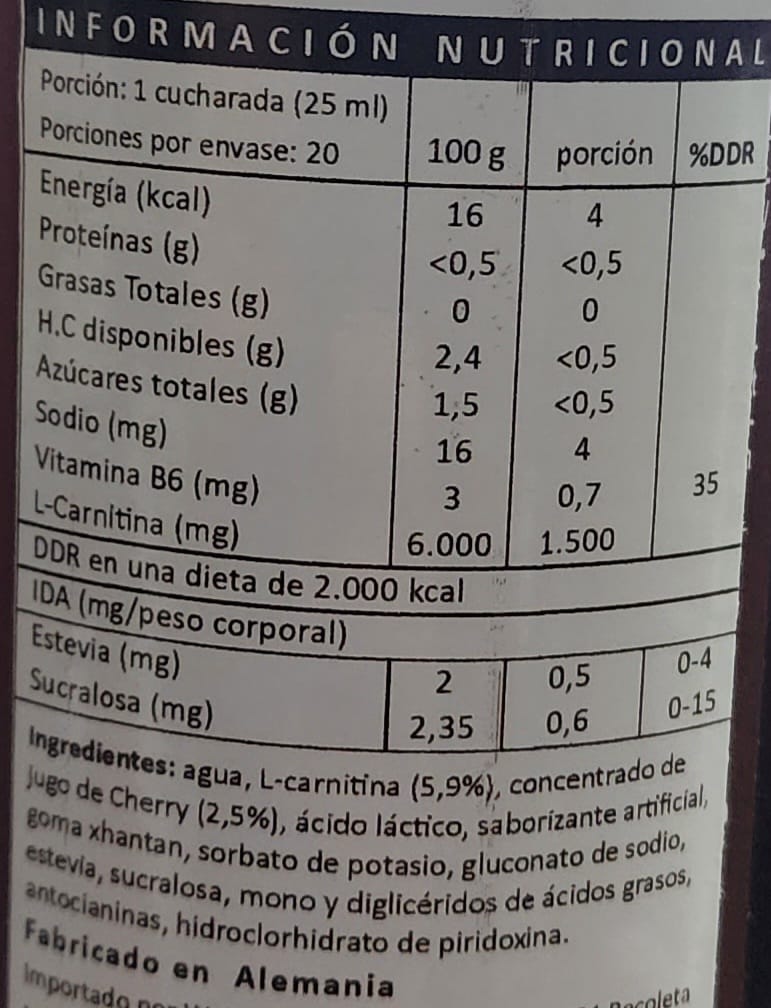 INFORMACIÓN NUTRICIONAL
Porción: 1 cucharada (25 ml)
Porciones por envase: 20 100 g porción %DDR
Energía (kcal) 16 4
Proteínas (g) <0,5 <0,5
Grasas Totales (g) 0 0
H.C disponibles (g) 2,4 <0,5
Azúcares totales (g) 1,5 <0,5
Sodio (mg) 16 4
Vitamina B6 (mg) 3 0,7 35
L-Carnitina (mg) 6.000 1.500
DDR en una dieta de 2.000 kcal
IDA (mg/peso corporal)
Estevia (mg) 2 0,5 0-4
Sucralosa (mg) 2,35 0,6 0-15
Ingredientes: agua, L-carnitina (5,9%), concentrado de
jugo de Cherry (2,5%), ácido láctico, saborizante artificial,
goma xhantan, sorbato de potasio, gluconato de sodio,
estevia, sucralosa, mono y diglicéridos de ácidos grasos,
antocianinas, hidroclorhidrato de piridoxina.
Fabricado en Alemania
Importado